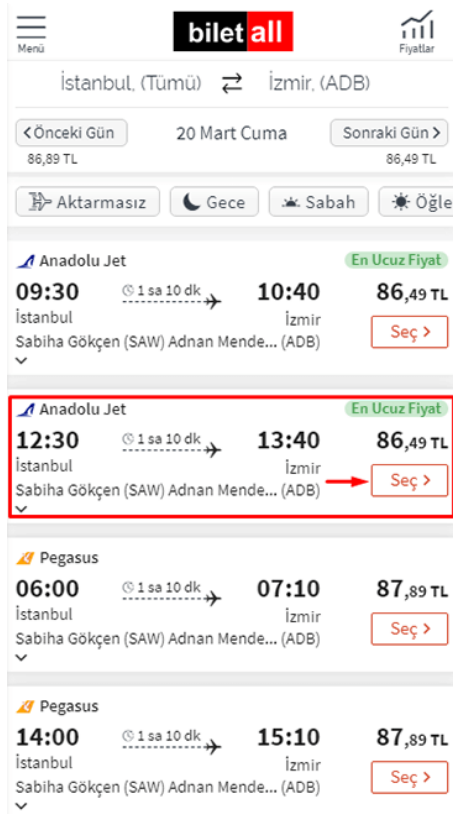 Menü
biletall
Fiyatlar
İstanbul, (Tümü) ⇄ İzmir, (ADB)
<Önceki Gün 20 Mart Cuma Sonraki Gün >
86,89 TL 86,49 TL
Aktarmasız Gece Sabah Öğle
Anadolu Jet En Ucuz Fiyat
09:30 1 sa 10 dk 10:40 86,49 TL
İstanbul İzmir Seç >
Sabiha Gökçen (SAW) Adnan Mende... (ADB)
Anadolu Jet En Ucuz Fiyat
12:30 1 sa 10 dk 13:40 86,49 TL
İstanbul İzmir Seç >
Sabiha Gökçen (SAW) Adnan Mende... (ADB)
Pegasus
06:00 1 sa 10 dk 07:10 87,89 TL
İstanbul İzmir Seç >
Sabiha Gökçen (SAW) Adnan Mende... (ADB)
Pegasus
14:00 1 sa 10 dk 15:10 87,89 TL
İstanbul İzmir Seç >
Sabiha Gökçen (SAW) Adnan Mende... (ADB)